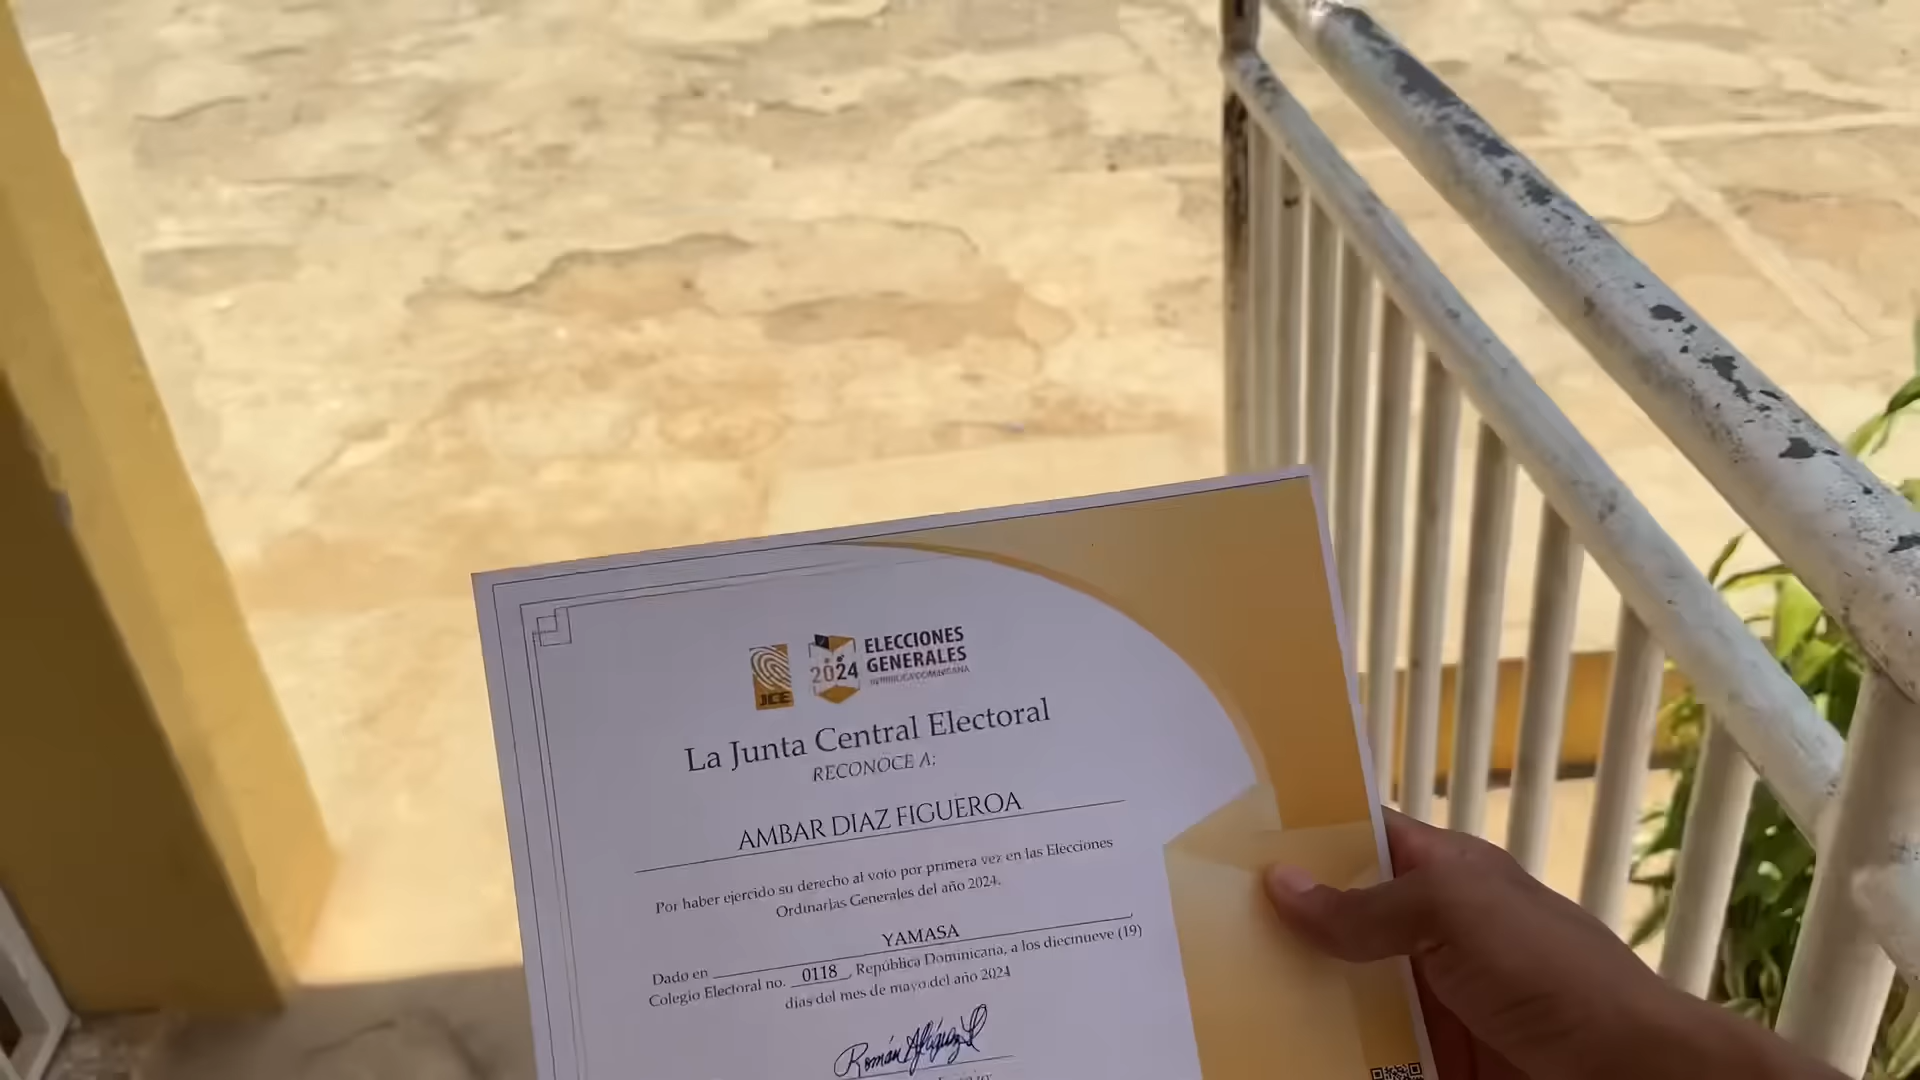 JCE
2024
ELECCIONES
GENERALES
REPÚBLICA DOMINICANA
La Junta Central Electoral
RECONOCE A:
AMBAR DIAZ FIGUEROA
Por haber ejercido su derecho al voto por primera vez en las Elecciones
Ordinarias Generales del año 2024.
YAMASA
Dado en
Colegio Electoral no. 0118, República Dominicana, a los diecinueve (19)
días del mes de mayo del año 2024
Román